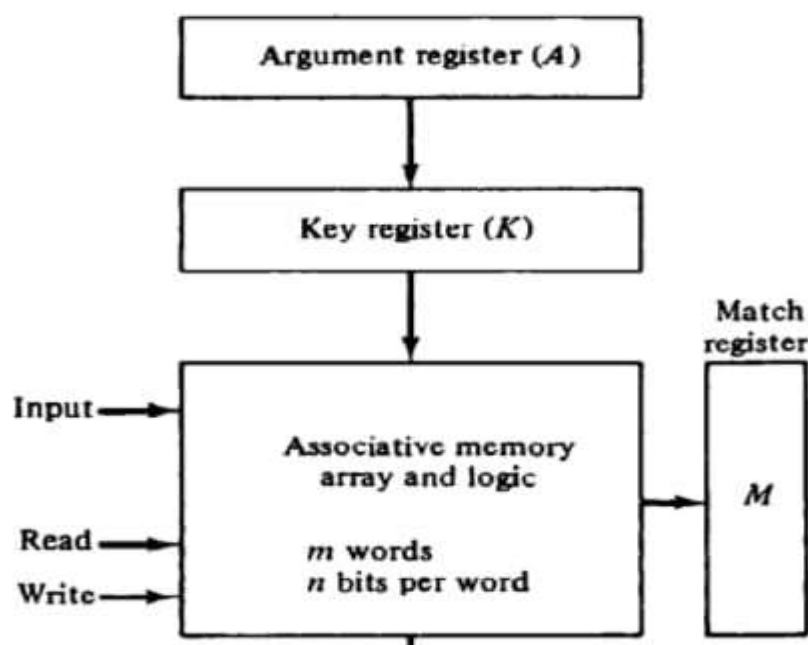 Argument register (A)
Key register (K)
Match
register
Input
Associative memory
array and logic
M
Read
m words
Write
n bits per word